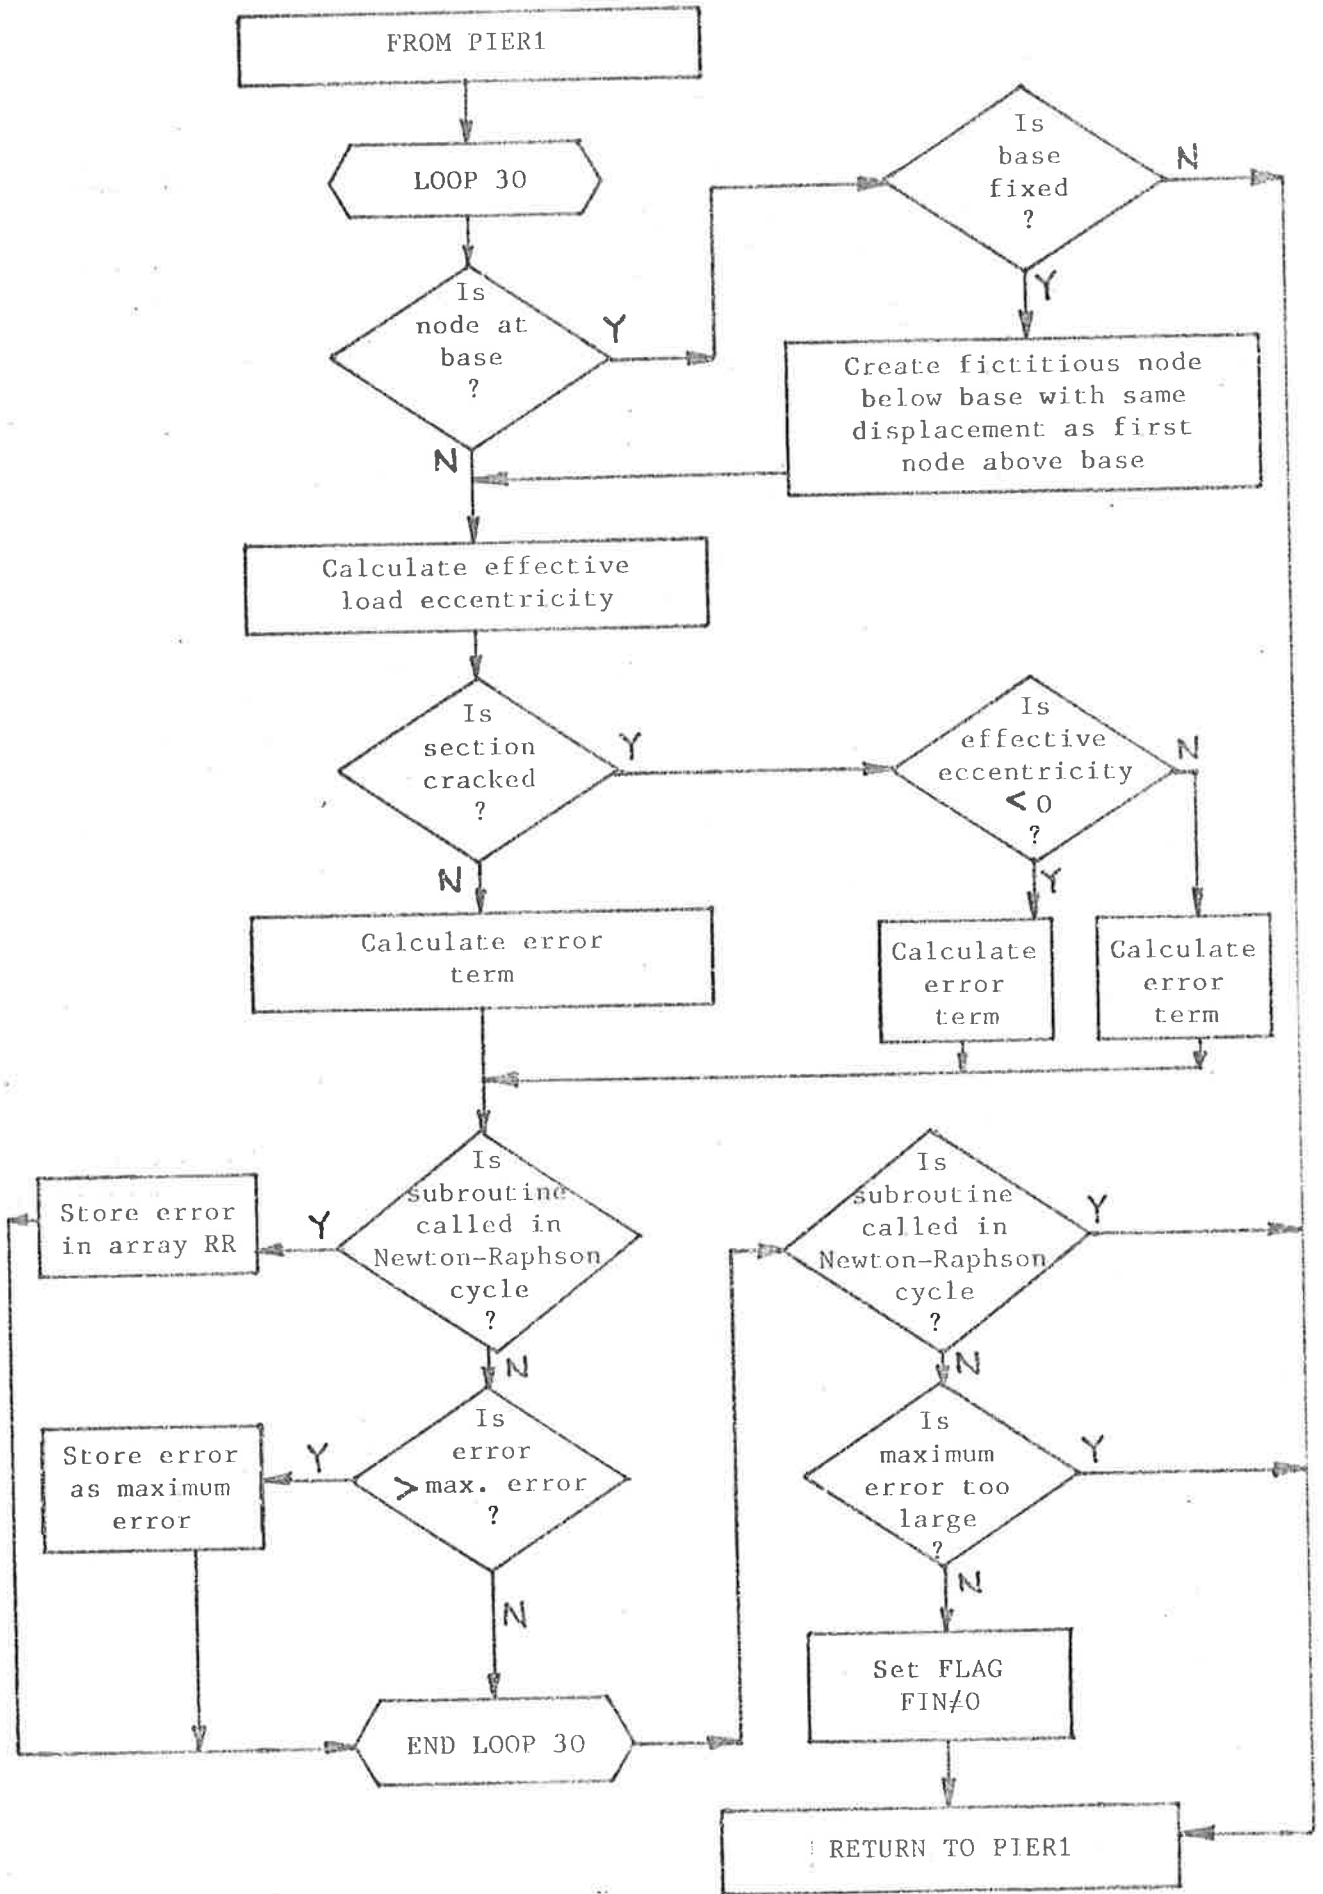 FROM PIER1
LOOP 30
Is
node at
base
?
Y
N
Is
base
fixed
?
N
Y
Create fictitious node
below base with same
displacement as first
node above base
Calculate effective
load eccentricity
Is
section
cracked
?
Y
N
Is
effective
eccentricity
< 0
?
N
Y
Calculate error
term
Calculate
error
term
Calculate
error
term
Is
subroutine
called in
Newton-Raphson
cycle
?
Y
N
Store error
in array RR
Is
error
> max. error
?
Y
N
Store error
as maximum
error
END LOOP 30
Is
subroutine
called in
Newton-Raphson
cycle
?
Y
N
Is
maximum
error too
large
?
Y
N
Set FLAG
FIN≠0
RETURN TO PIER1